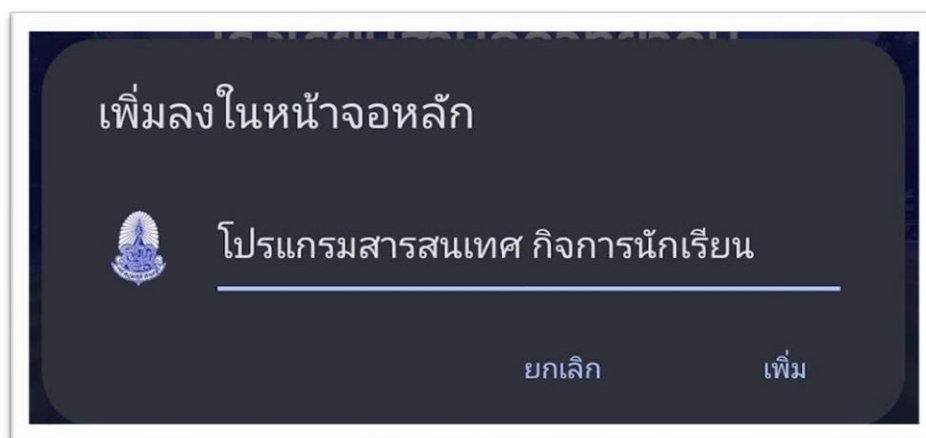 เพิ่มลงในหน้าจอหลัก
โปรแกรมสารสนเทศ กิจการนักเรียน
ยกเลิก
เพิ่ม